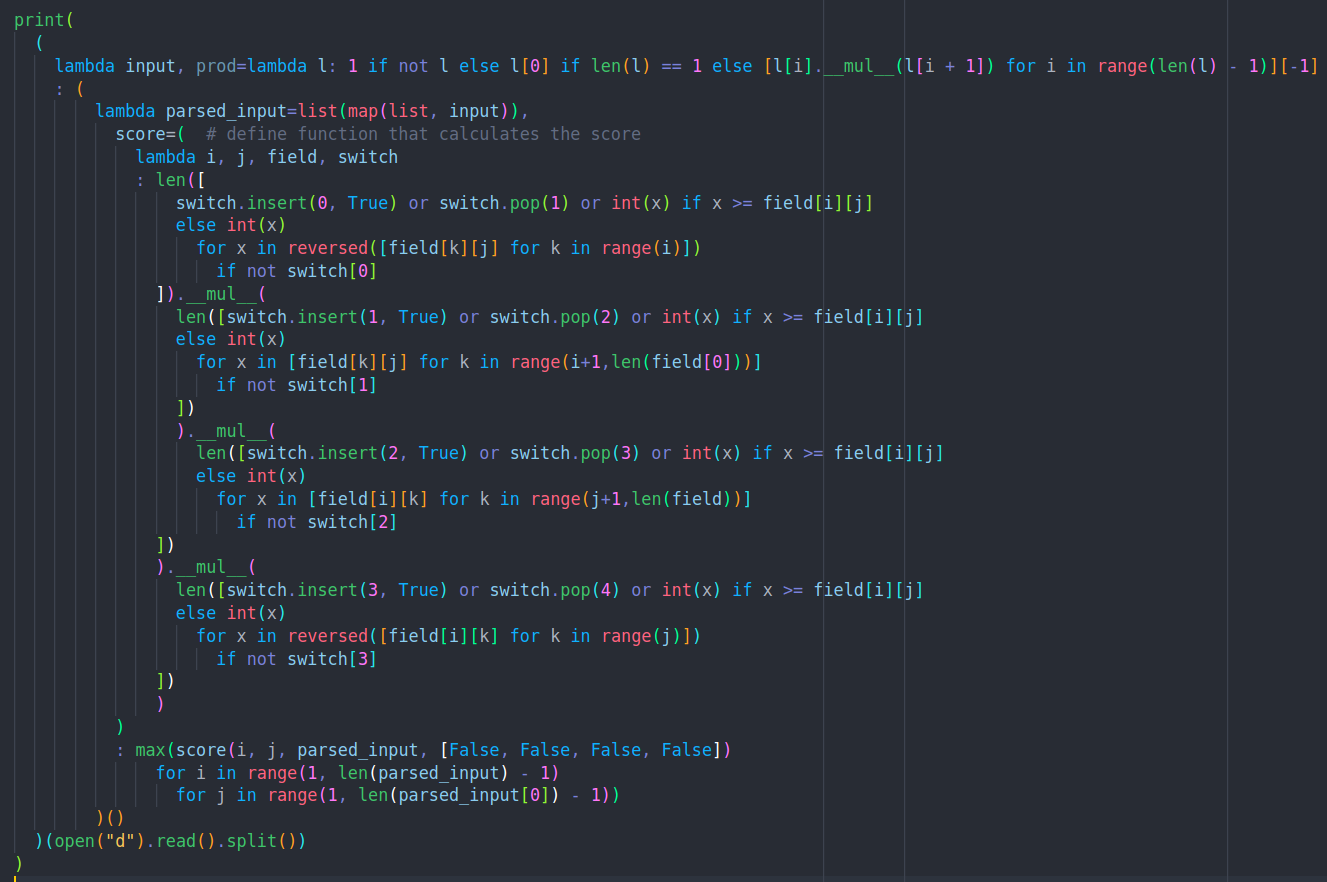 print(
(
lambda input, prod=lambda l: 1 if not l else l[0] if len(l) == 1 else [l[i].__mul__(l[i + 1]) for i in range(len(l) - 1)][-1]
: (
lambda parsed_input=list(map(list, input)),
score=(  # define function that calculates the score
lambda i, j, field, switch
: len([
switch.insert(0, True) or switch.pop(1) or int(x) if x >= field[i][j]
else int(x)
for x in reversed([field[k][j] for k in range(i)])
if not switch[0]
]).__mul__(
len([switch.insert(1, True) or switch.pop(2) or int(x) if x >= field[i][j]
else int(x)
for x in [field[k][j] for k in range(i+1,len(field[0]))]
if not switch[1]
])
).__mul__(
len([switch.insert(2, True) or switch.pop(3) or int(x) if x >= field[i][j]
else int(x)
for x in [field[i][k] for k in range(j+1,len(field))]
if not switch[2]
])
).__mul__(
len([switch.insert(3, True) or switch.pop(4) or int(x) if x >= field[i][j]
else int(x)
for x in reversed([field[i][k] for k in range(j)])
if not switch[3]
])
)
)
: max(score(i, j, parsed_input, [False, False, False, False])
for i in range(1, len(parsed_input) - 1)
for j in range(1, len(parsed_input[0]) - 1))
)()
)(open("d").read().split())
)